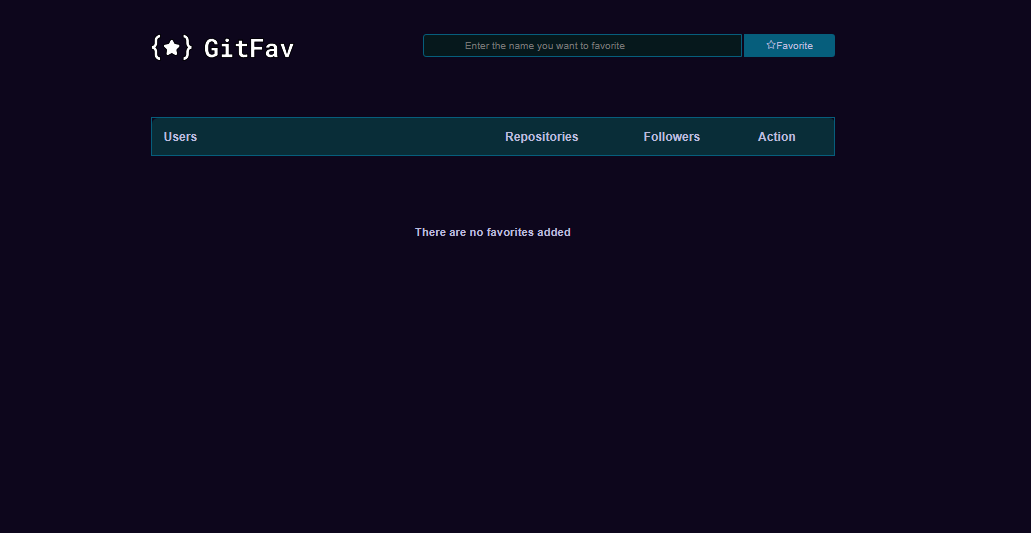 {★} GitFav
Enter the name you want to favorite
☆Favorite
Users Repositories Followers Action
There are no favorites added